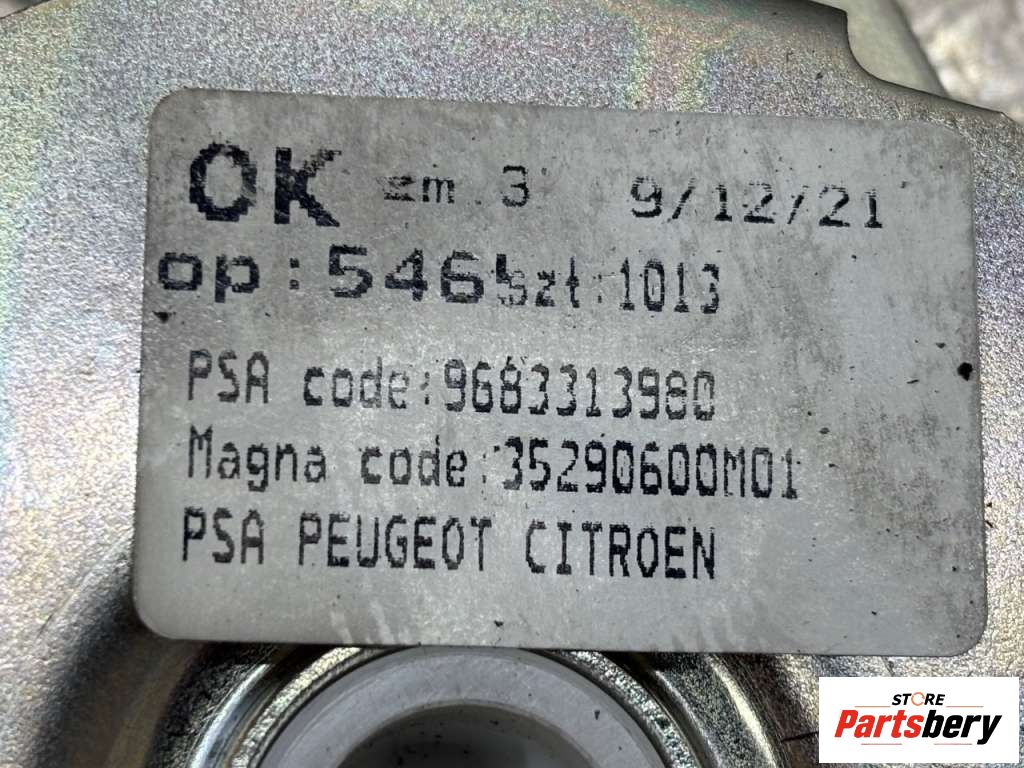 OK zm.3 9/12/21
op:546 szt:1013
PSA code:9683313980
Magna code:35290600M01
PSA PEUGEOT CITROEN
STORE
Partsbery